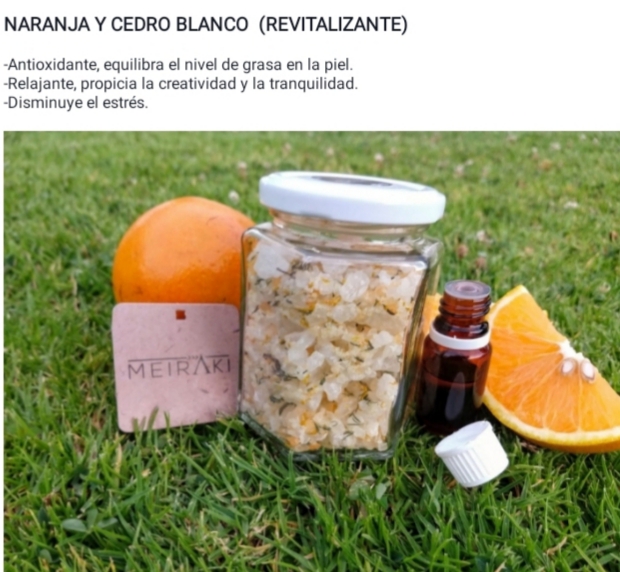 NARANJA Y CEDRO BLANCO (REVITALIZANTE)
-Antioxidante, equilibra el nivel de grasa en la piel.
-Relajante, propicia la creatividad y la tranquilidad.
-Disminuye el estrés.
MEIRAKI